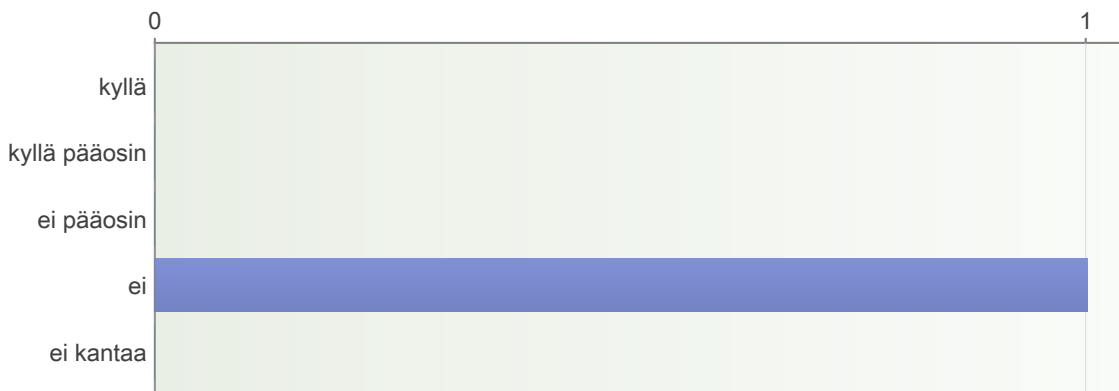 0 1
kyllä
kyllä pääosin
ei pääosin
ei
ei kantaa